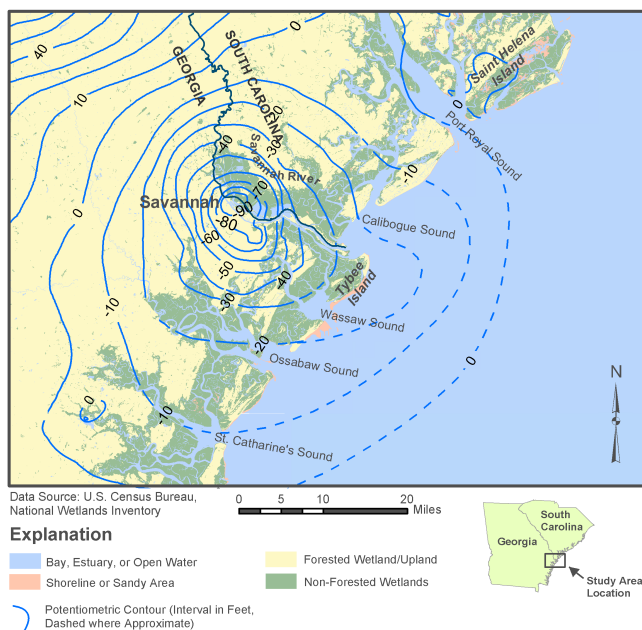 0
40
GEORGIA
SOUTH CAROLINA
Saint Helena
Island
10
0
-20
Port Royal Sound
-40
-30
Savannah River
-10
-70
Savannah
-90
-80
0
Calibogue Sound
-60
-50
-40
Tybee
Island
-10
-30
Wassaw Sound
-20
Ossabaw Sound
0
0
-10
St. Catharine's Sound
N
Data Source: U.S. Census Bureau,
National Wetlands Inventory
0 5 10 20
Miles
Explanation
Bay, Estuary, or Open Water
Shoreline or Sandy Area
Forested Wetland/Upland
Non-Forested Wetlands
Potentiometric Contour (Interval in Feet,
Dashed where Approximate)
South
Carolina
Georgia
Study Area
Location